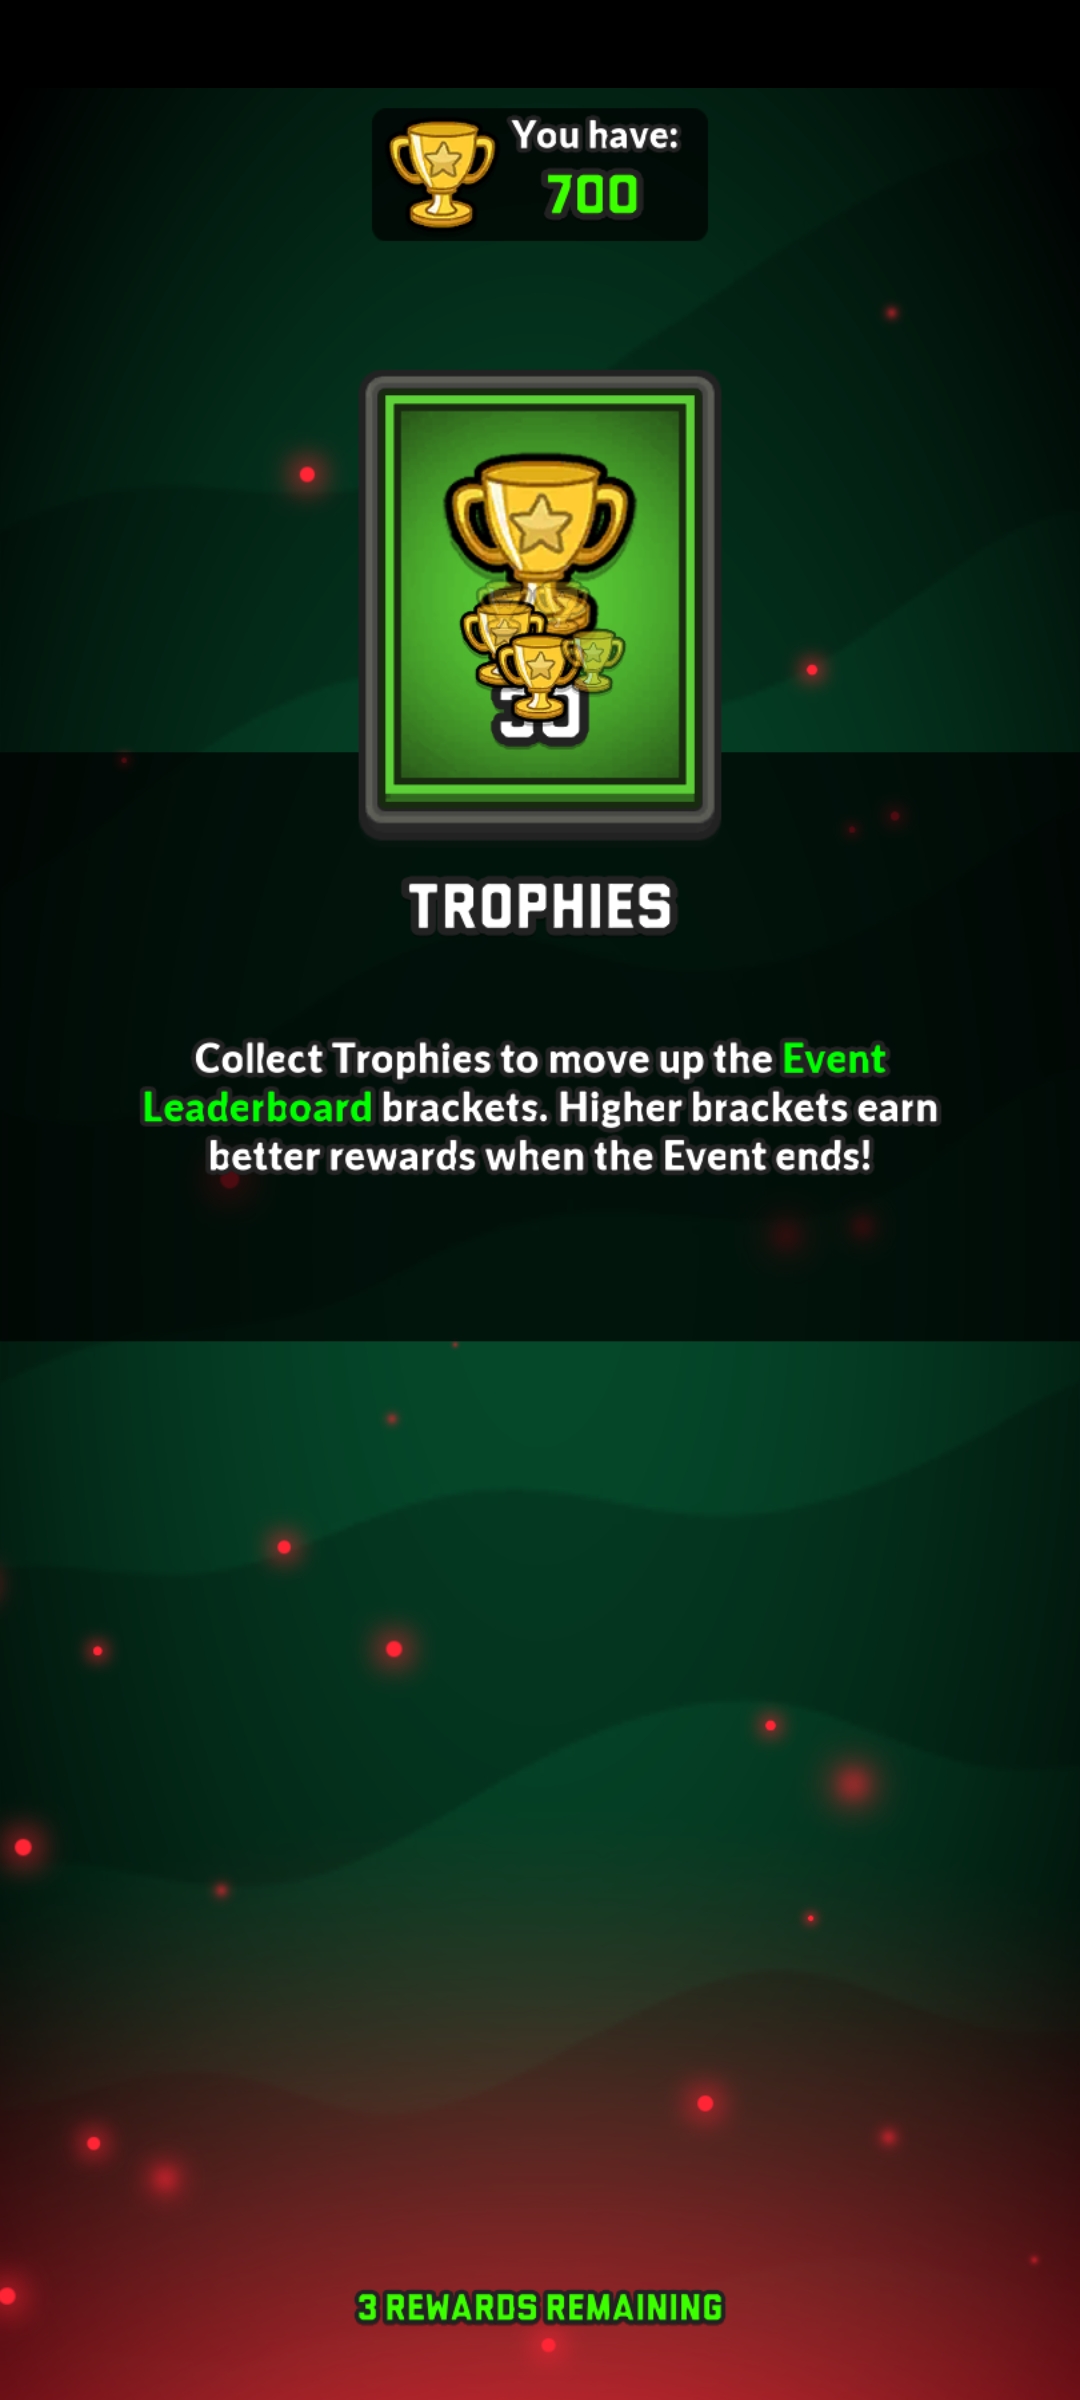 You have:
700
TROPHIES
Collect Trophies to move up the Event
Leaderboard brackets. Higher brackets earn
better rewards when the Event ends!
3 REWARDS REMAINING